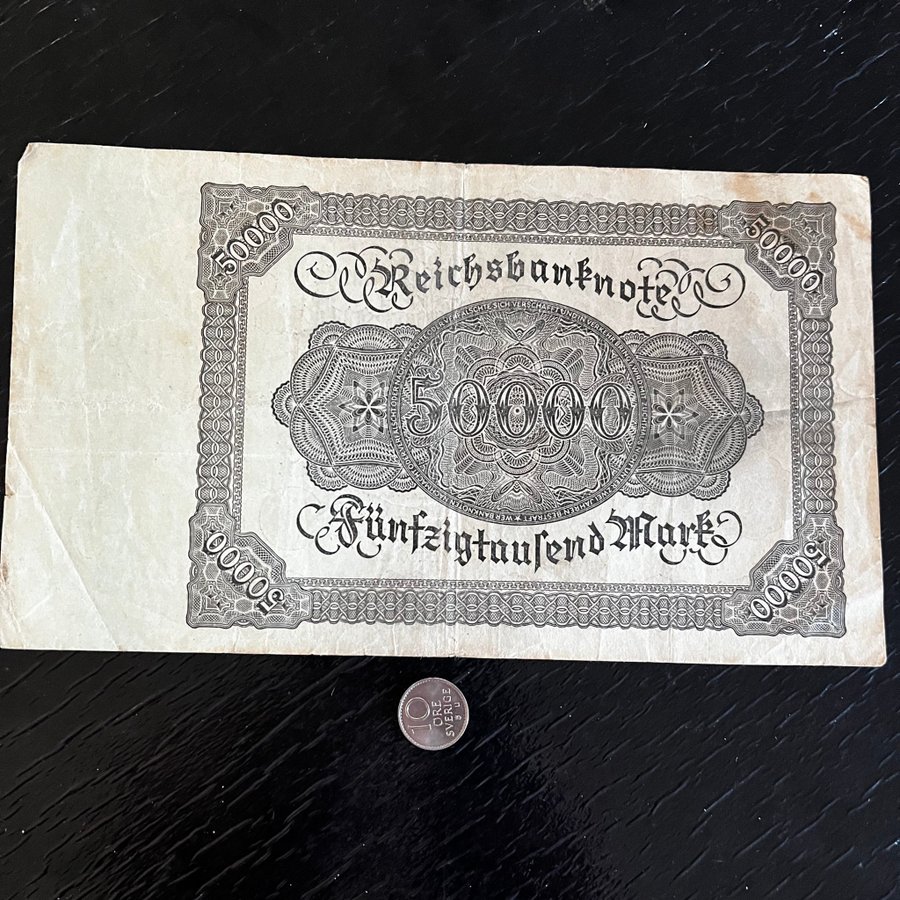 50000
50000
Reichsbanknote
50000
Fünfzigtausend Mark
50000
50000
10
ÖRE
SVERIGE
U